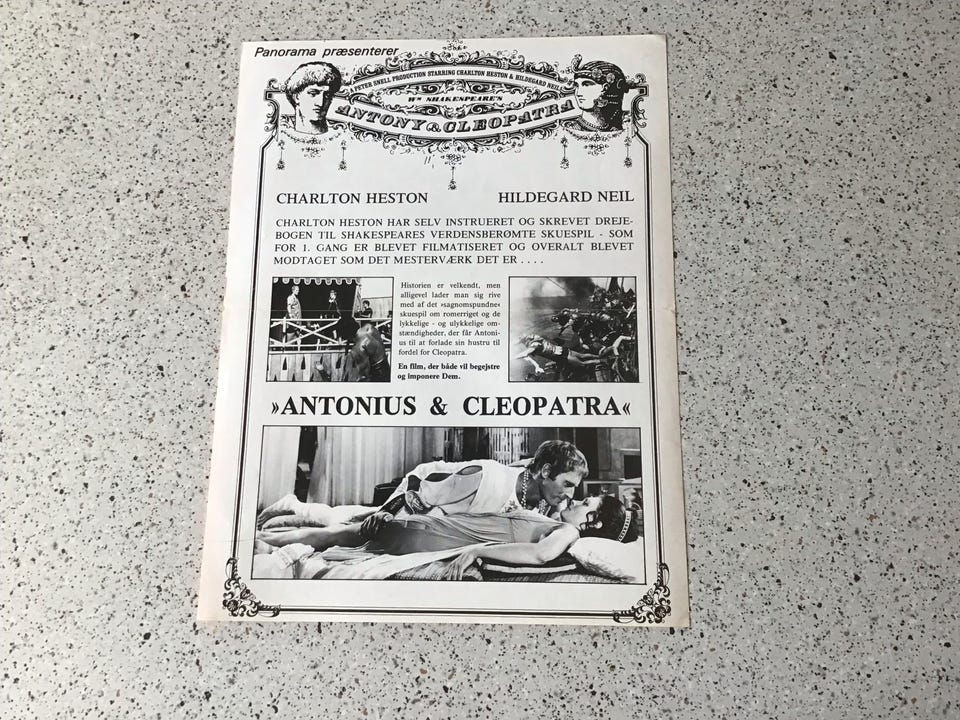 Panorama præsenterer
A PETER SNELL PRODUCTION STARRING CHARLTON HESTON & HILDEGARD NEIL
Wm SHAKESPEARE'S
ANTONY & CLEOPATRA
CHARLTON HESTON HILDEGARD NEIL
CHARLTON HESTON HAR SELV INSTRUERET OG SKREVET DREJE-
BOGEN TIL SHAKESPEARES VERDENSBERØMTE SKUESPIL - SOM
FOR 1. GANG ER BLEVET FILMATISERET OG OVERALT BLEVET
MODTAGET SOM DET MESTERVÆRK DET ER . . . .
Historien er velkendt, men
alligevel lader man sig rive
med af det »sagnomspundne«
skuespil om romerriget og de
lykkelige - og ulykkelige om-
stændigheder, der får Antoni-
us til at forlade sin hustru til
fordel for Cleopatra.
En film, der både vil begejstre
og imponere Dem.
»ANTONIUS & CLEOPATRA«